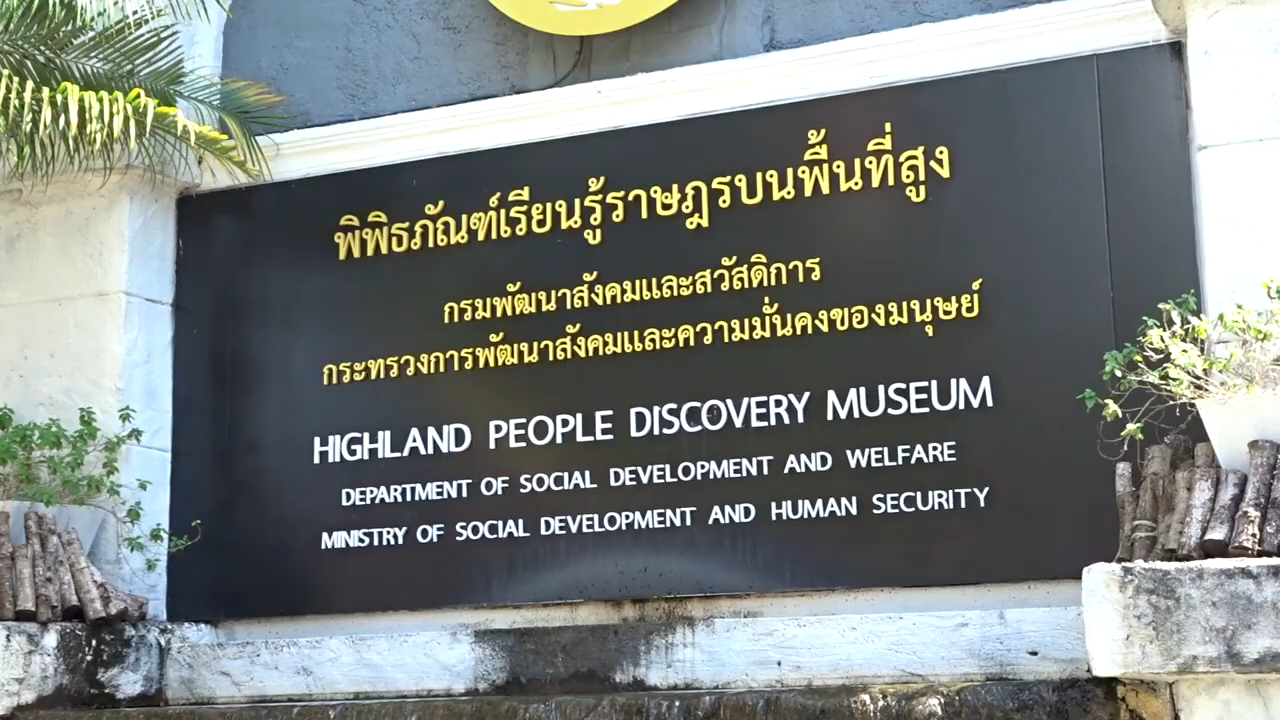 พิพิธภัณฑ์เรียนรู้ราษฎรบนพื้นที่สูง
กรมพัฒนาสังคมและสวัสดิการ
กระทรวงการพัฒนาสังคมและความมั่นคงของมนุษย์
HIGHLAND PEOPLE DISCOVERY MUSEUM
DEPARTMENT OF SOCIAL DEVELOPMENT AND WELFARE
MINISTRY OF SOCIAL DEVELOPMENT AND HUMAN SECURITY